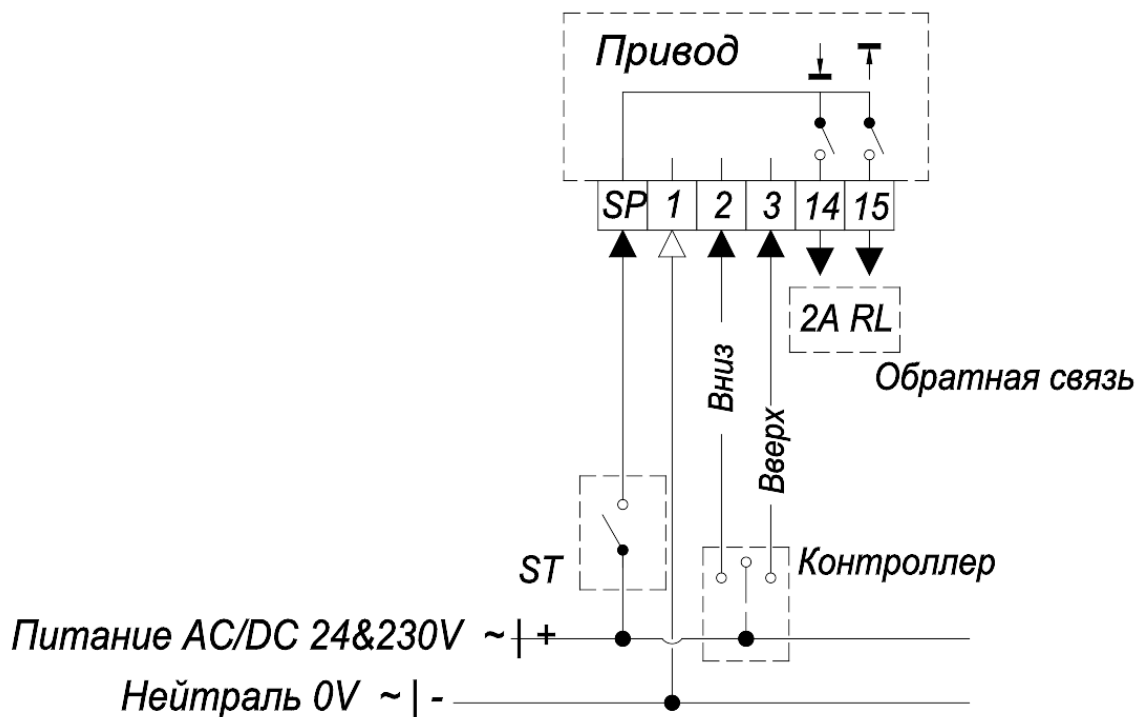 Привод
SP 1 2 3 14 15
2A RL
Обратная связь
Вниз
Вверх
ST
Контроллер
Питание AC/DC 24&230V ~ | +
Нейтраль 0V ~ | -